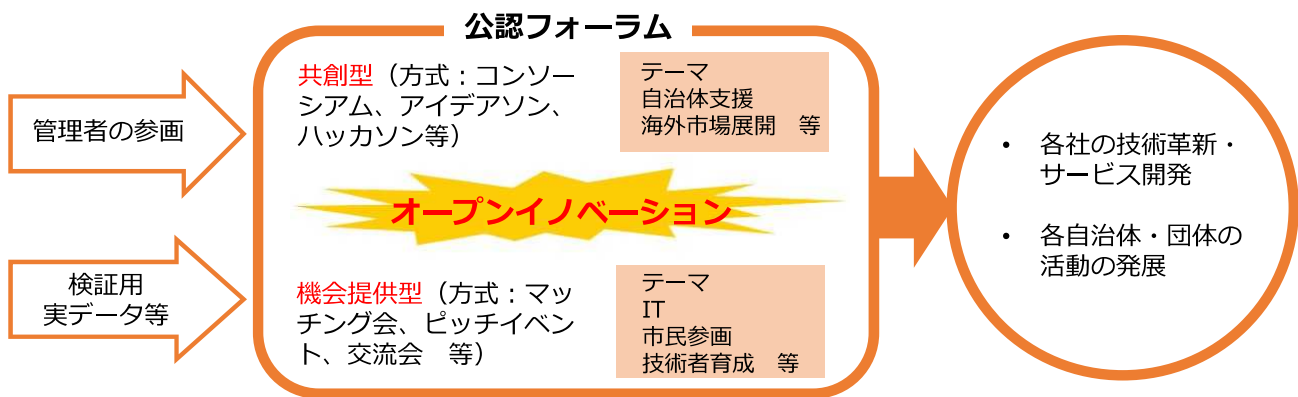 公認フォーラム
管理者の参画
検証用
実データ等
共創型（方式：コンソー
シアム、アイデアソン、
ハッカソン等）
テーマ
自治体支援
海外市場展開　等
オープンイノベーション
機会提供型（方式：マッ
チング会、ピッチイベン
ト、交流会　等）
テーマ
IT
市民参画
技術者育成　等
• 各社の技術革新・
サービス開発
• 各自治体・団体の
活動の発展